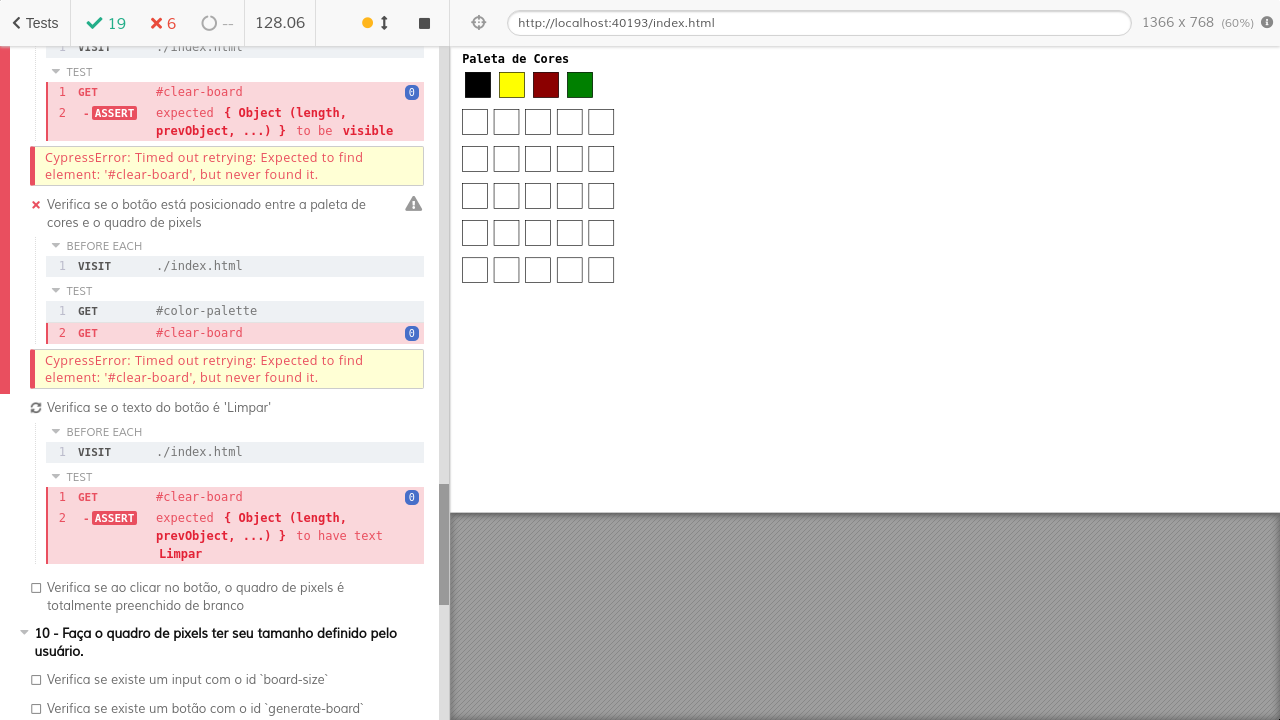 Tests
19
6
--
128.06
http://localhost:40193/index.html
1366 x 768 (60%)
1 VISIT ./index.html
TEST
1 GET #clear-board 0
2 - ASSERT expected { Object (length,
prevObject, ...) } to be visible
CypressError: Timed out retrying: Expected to find
element: '#clear-board', but never found it.
Verifica se o botão está posicionado entre a paleta de
cores e o quadro de pixels
BEFORE EACH
1 VISIT ./index.html
TEST
1 GET #color-palette
2 GET #clear-board 0
CypressError: Timed out retrying: Expected to find
element: '#clear-board', but never found it.
Verifica se o texto do botão é 'Limpar'
BEFORE EACH
1 VISIT ./index.html
TEST
1 GET #clear-board 0
2 - ASSERT expected { Object (length,
prevObject, ...) } to have text
Limpar
Verifica se ao clicar no botão, o quadro de pixels é
totalmente preenchido de branco
10 - Faça o quadro de pixels ter seu tamanho definido pelo
usuário.
Verifica se existe um input com o id `board-size`
Verifica se existe um botão com o id `generate-board`
Paleta de Cores